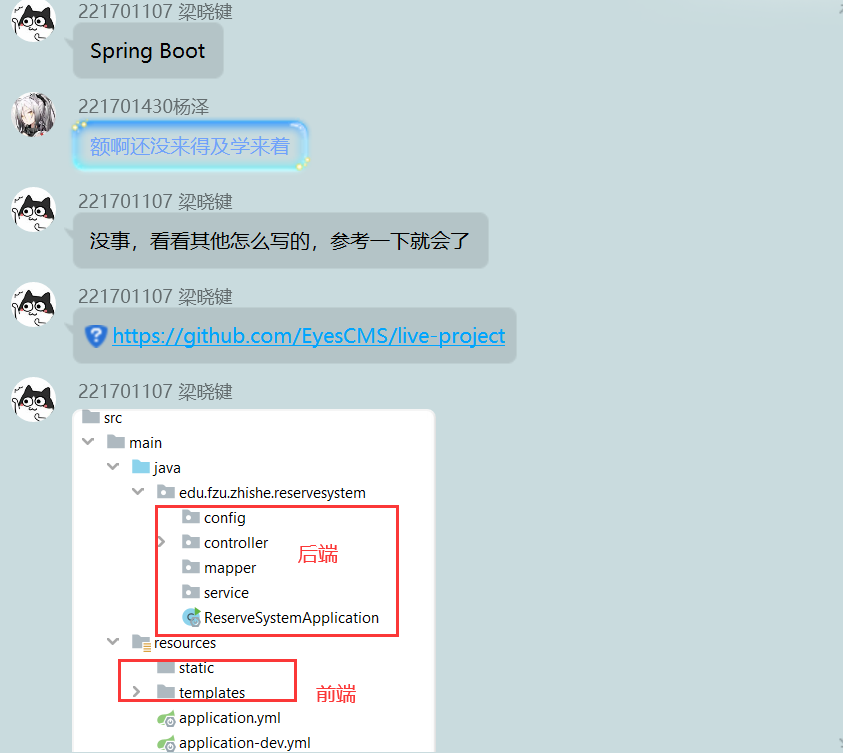 221701107 梁晓键
Spring Boot
221701430杨泽
额啊还没来得及学来着
221701107 梁晓键
没事，看看其他怎么写的，参考一下就会了
221701107 梁晓键
https://github.com/EyesCMS/live-project
221701107 梁晓键
src
main
java
edu.fzu.zhishe.reservesystem
config
controller
后端
mapper
service
ReserveSystemApplication
resources
static
templates
前端
application.yml
application-dev.yml